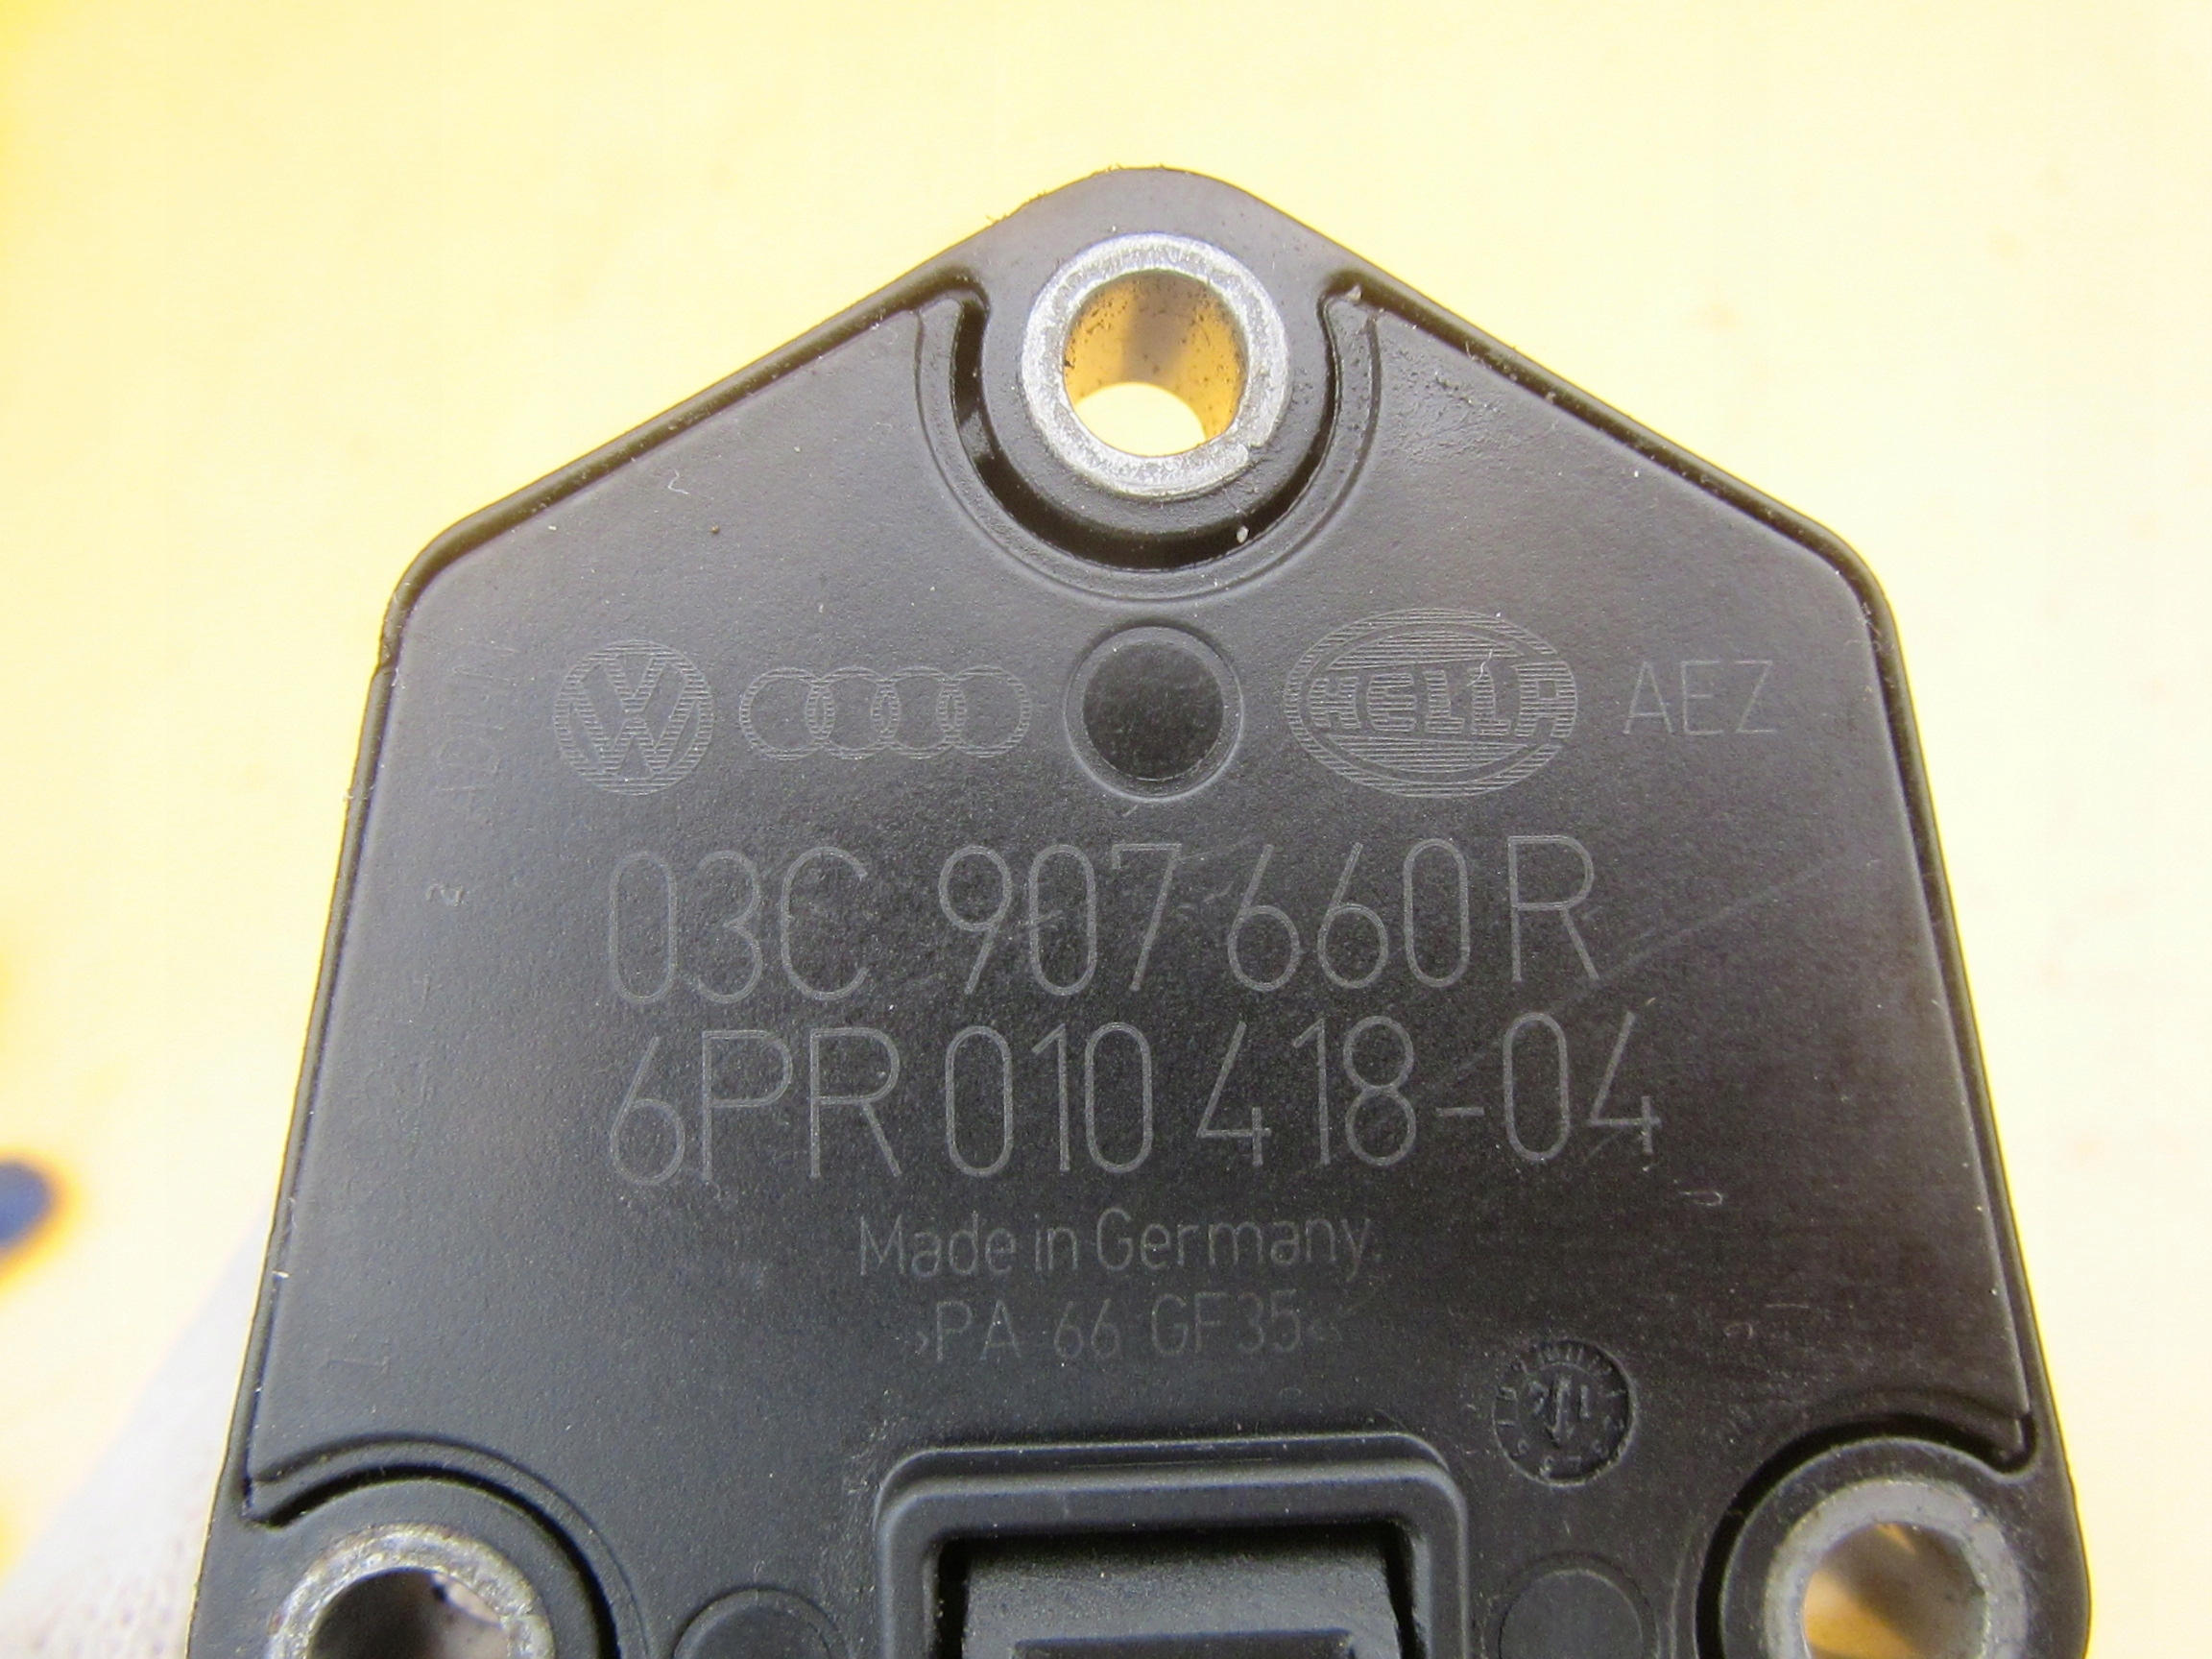 HELLA AEZ
03C 907 660 R
6PR 010 418-04
Made in Germany
>PA 66 GF35<